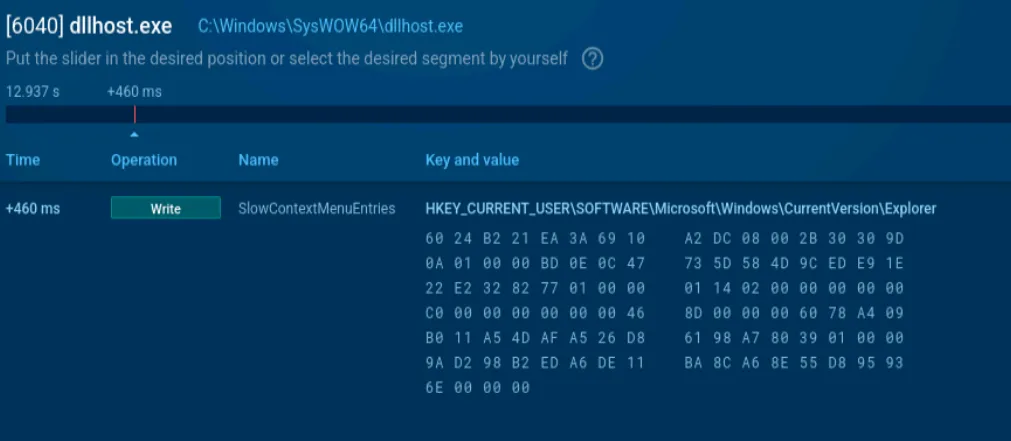 [6040] dllhost.exe C:\Windows\SysWOW64\dllhost.exe
Put the slider in the desired position or select the desired segment by yourself ?
12.937 s +460 ms
Time Operation Name Key and value
+460 ms Write SlowContextMenuEntries HKEY_CURRENT_USER\SOFTWARE\Microsoft\Windows\CurrentVersion\Explorer
60 24 B2 21 EA 3A 69 10 A2 DC 08 00 2B 30 30 9D
0A 01 00 00 BD 0E 0C 47 73 5D 58 4D 9C ED E9 1E
22 E2 32 82 77 01 00 00 01 14 02 00 00 00 00 00
C0 00 00 00 00 00 00 46 8D 00 00 00 60 78 A4 09
B0 11 A5 4D AF A5 26 D8 61 98 A7 80 39 01 00 00
9A D2 98 B2 ED A6 DE 11 BA 8C A6 8E 55 D8 95 93
6E 00 00 00